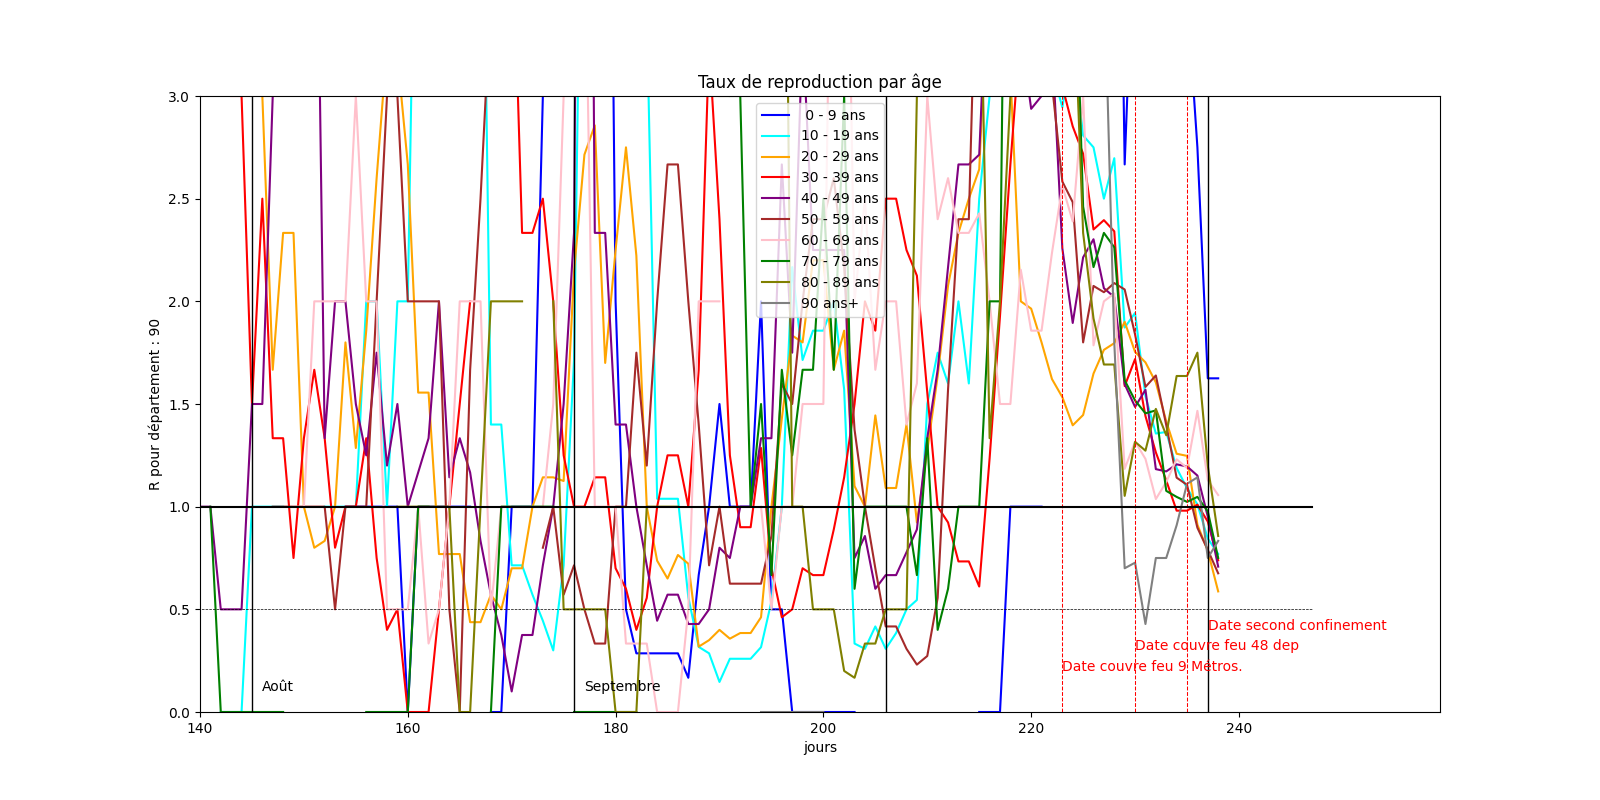 Taux de reproduction par âge
R pour département : 90
3.0
2.5
2.0
1.5
1.0
0.5
0.0
0 - 9 ans
10 - 19 ans
20 - 29 ans
30 - 39 ans
40 - 49 ans
50 - 59 ans
60 - 69 ans
70 - 79 ans
80 - 89 ans
90 ans+
Date second confinement
Date couvre feu 48 dep
Date couvre feu 9 Métros.
Août
Septembre
140
160
180
200
220
240
jours